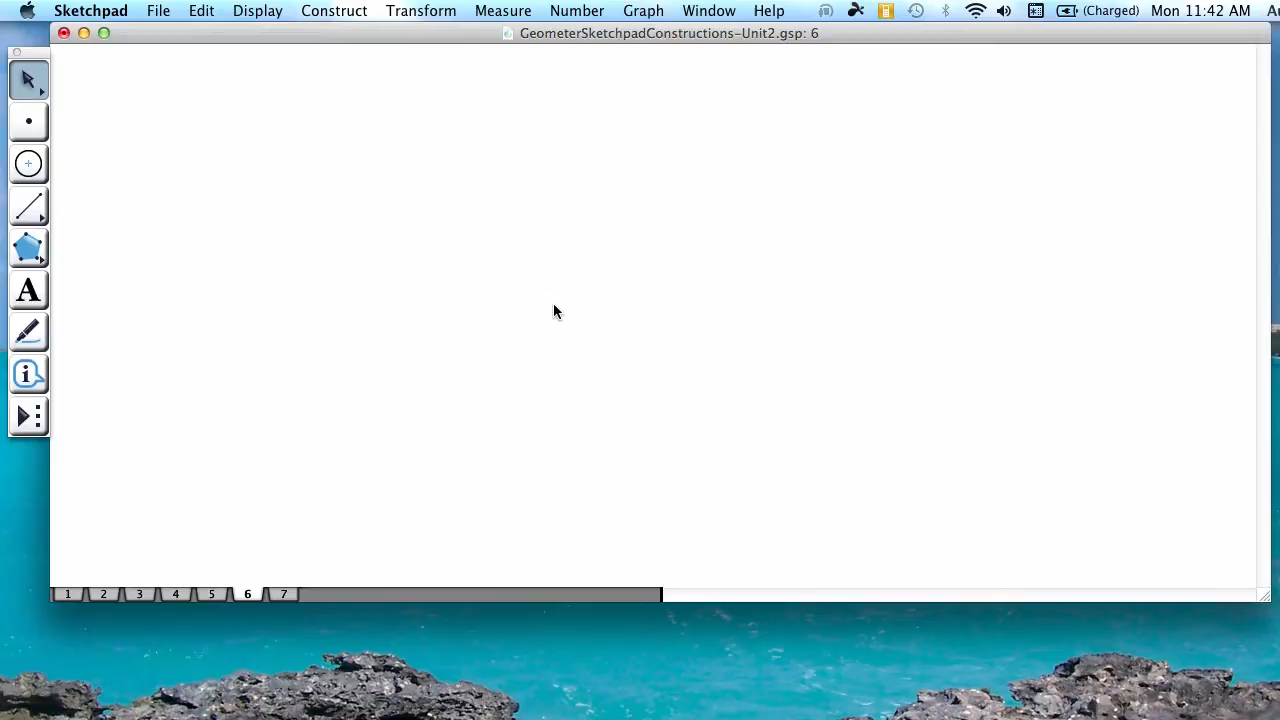 Sketchpad File Edit Display Construct Transform Measure Number Graph Window Help (Charged) Mon 11:42 AM
GeometerSketchpadConstructions-Unit2.gsp: 6
A
i
1 2 3 4 5 6 7